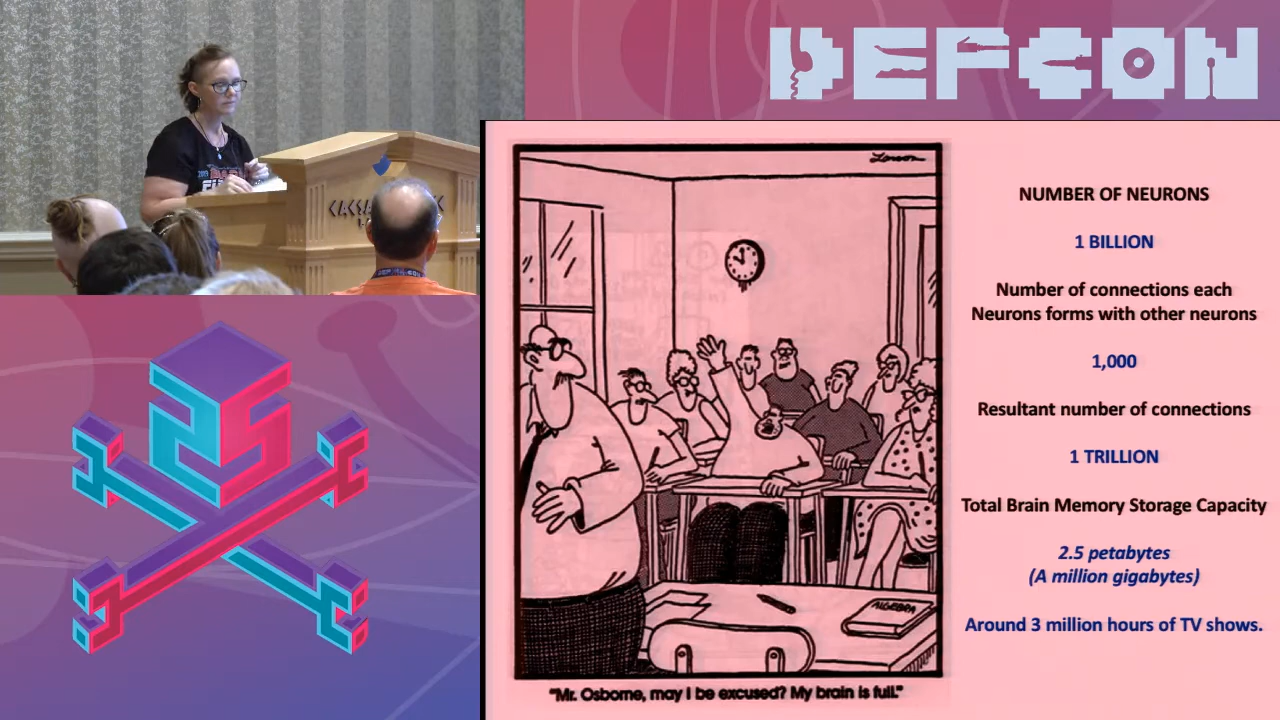 DEFCON
Larson
NUMBER OF NEURONS
1 BILLION
Number of connections each
Neurons forms with other neurons
1,000
Resultant number of connections
1 TRILLION
Total Brain Memory Storage Capacity
2.5 petabytes
(A million gigabytes)
Around 3 million hours of TV shows.
ALGEBRA
"Mr. Osborne, may I be excused? My brain is full."
2019